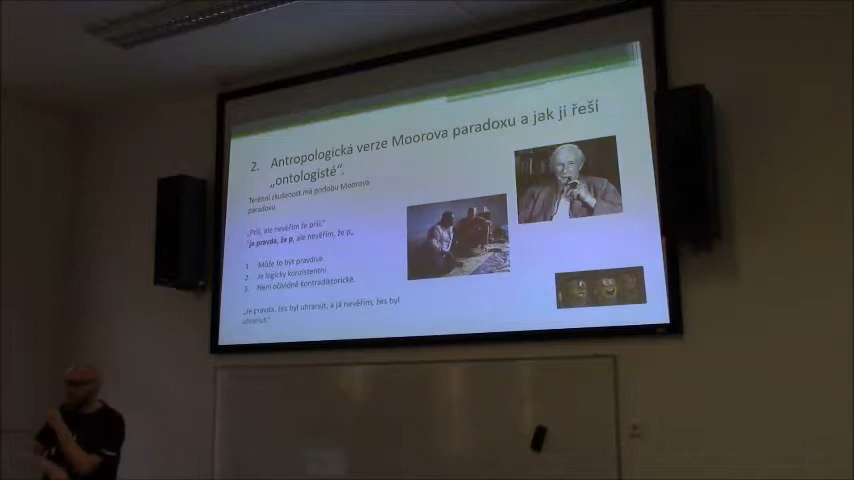 2. Antropologická verze Moorova paradoxu a jak ji řeší
„ontologisté“.
Terénní zkušenost má podobu Moorova
paradoxu.
„Prší, ale nevěřím že prší.“
"je pravda, že p, ale nevěřím, že p„
1. Může to být pravdivé
2. Je logicky konzistentní
3. Není očividně kontradiktorické.
„Je pravda, žes byl uhranut, a já nevěřím, žes byl
uhranut.“